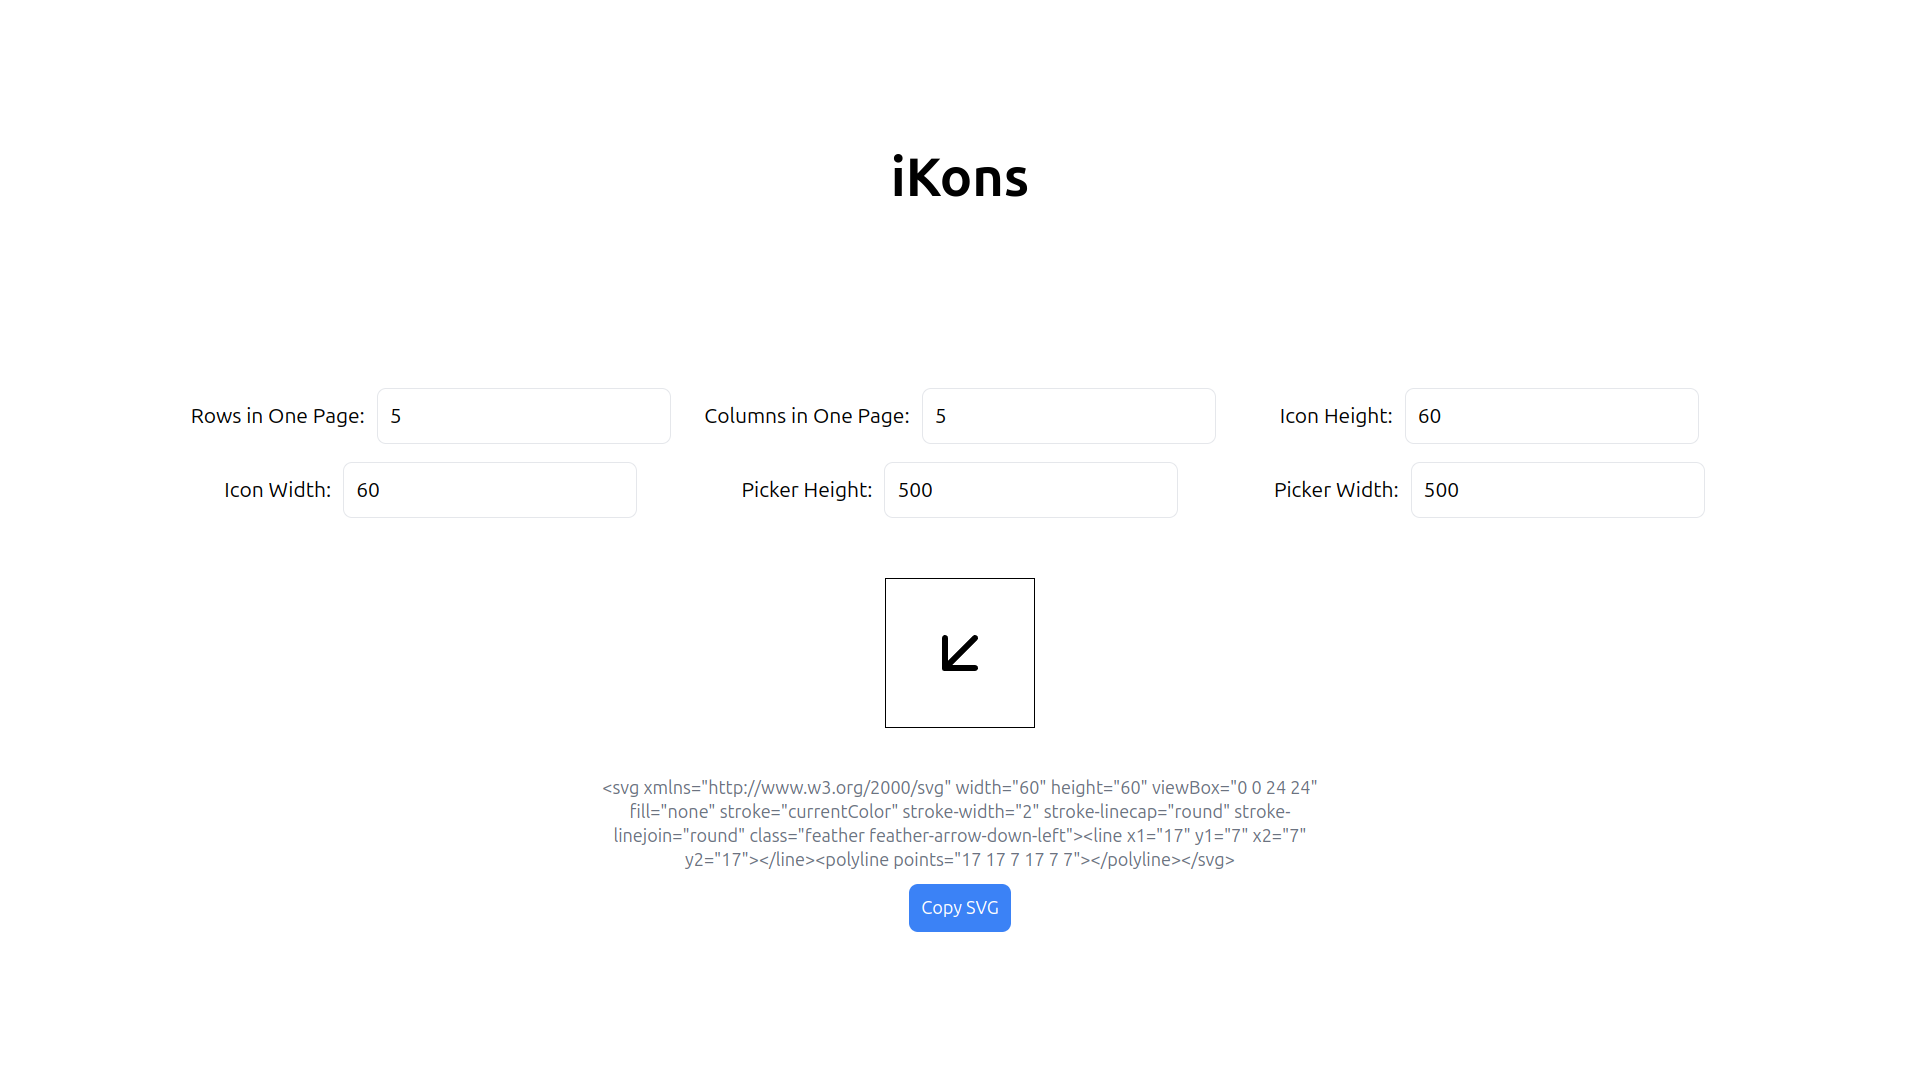 iKons
Rows in One Page: 5 Columns in One Page: 5 Icon Height: 60
Icon Width: 60 Picker Height: 500 Picker Width: 500
<svg xmlns="http://www.w3.org/2000/svg" width="60" height="60" viewBox="0 0 24 24"
fill="none" stroke="currentColor" stroke-width="2" stroke-linecap="round" stroke-
linejoin="round" class="feather feather-arrow-down-left"><line x1="17" y1="7" x2="7"
y2="17"></line><polyline points="17 17 7 17 7 7"></polyline></svg>
Copy SVG